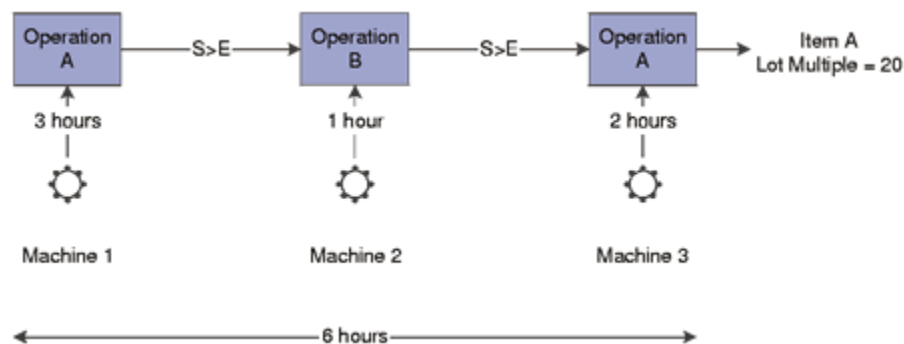 Operation
A
S>E
Operation
B
S>E
Operation
A
Item A
Lot Multiple = 20
3 hours
1 hour
2 hours
Machine 1
Machine 2
Machine 3
6 hours